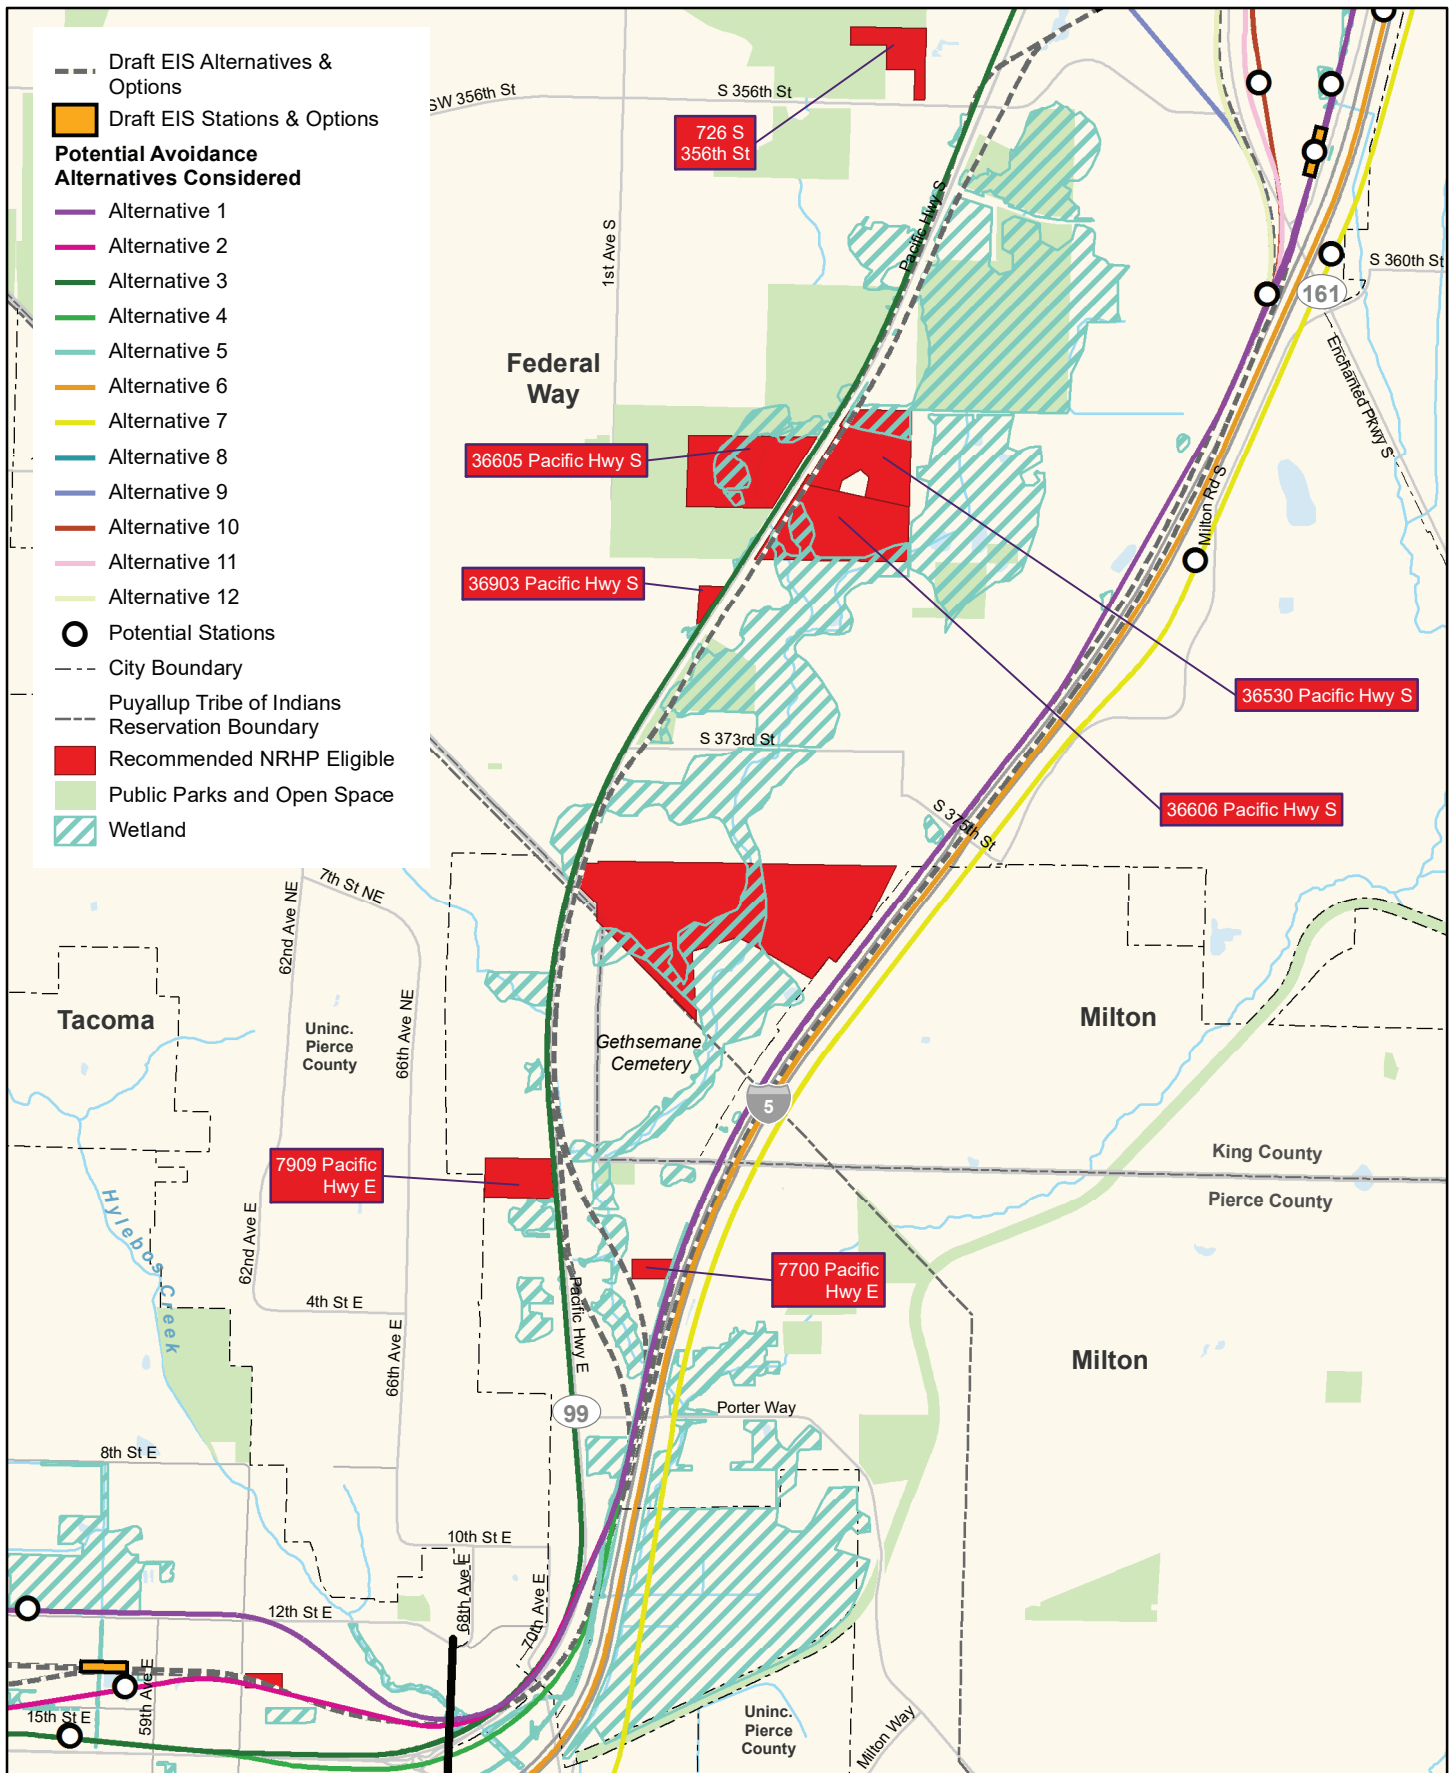 Draft EIS Alternatives &
Options
Draft EIS Stations & Options
Potential Avoidance
Alternatives Considered
Alternative 1
Alternative 2
Alternative 3
Alternative 4
Alternative 5
Alternative 6
Alternative 7
Alternative 8
Alternative 9
Alternative 10
Alternative 11
Alternative 12
Potential Stations
City Boundary
Puyallup Tribe of Indians
Reservation Boundary
Recommended NRHP Eligible
Public Parks and Open Space
Wetland
SW 356th St
S 356th St
726 S
356th St
Pacific Hwy S
1st Ave S
S 360th St
161
Enchanted Pkwy S
Federal
Way
36605 Pacific Hwy S
Milton Rd S
36903 Pacific Hwy S
36530 Pacific Hwy S
S 373rd St
36606 Pacific Hwy S
S 375th St
7th St NE
62nd Ave NE
66th Ave NE
Tacoma
Uninc.
Pierce
County
Gethsemane
Cemetery
Milton
5
King County
Pierce County
7909 Pacific
Hwy E
Hylebos Creek
62nd Ave E
4th St E
66th Ave E
Pacific Hwy E
7700 Pacific
Hwy E
Milton
99
Porter Way
8th St E
10th St E
68th Ave E
70th Ave E
12th St E
59th Ave E
15th St E
Uninc.
Pierce
County
Milton Way